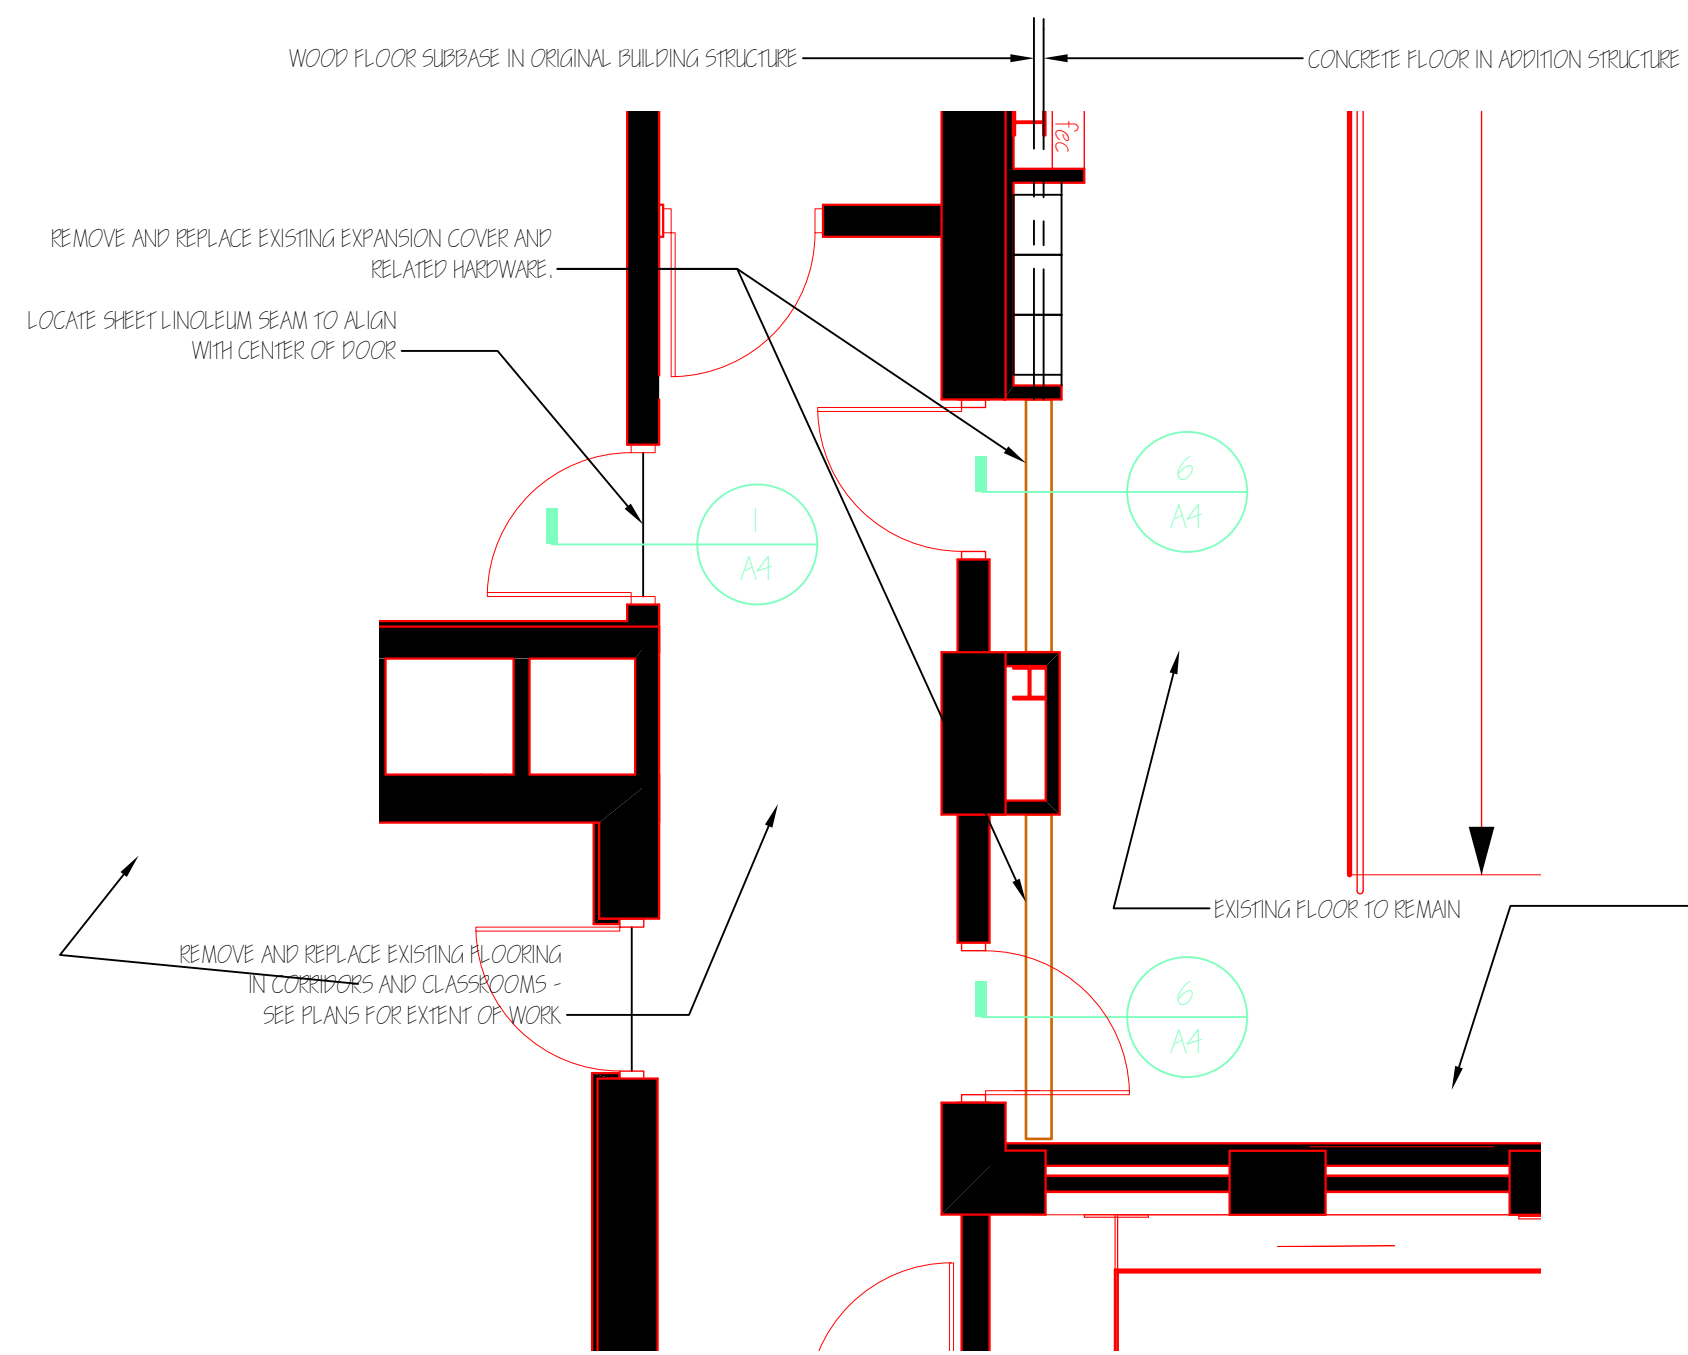 WOOD FLOOR SUBBASE IN ORIGINAL BUILDING STRUCTURE
CONCRETE FLOOR IN ADDITION STRUCTURE
fec
REMOVE AND REPLACE EXISTING EXPANSION COVER AND
RELATED HARDWARE.
LOCATE SHEET LINOLEUM SEAM TO ALIGN
WITH CENTER OF DOOR
6
A4
1
A4
EXISTING FLOOR TO REMAIN
REMOVE AND REPLACE EXISTING FLOORING
IN CORRIDORS AND CLASSROOMS -
SEE PLANS FOR EXTENT OF WORK
6
A4